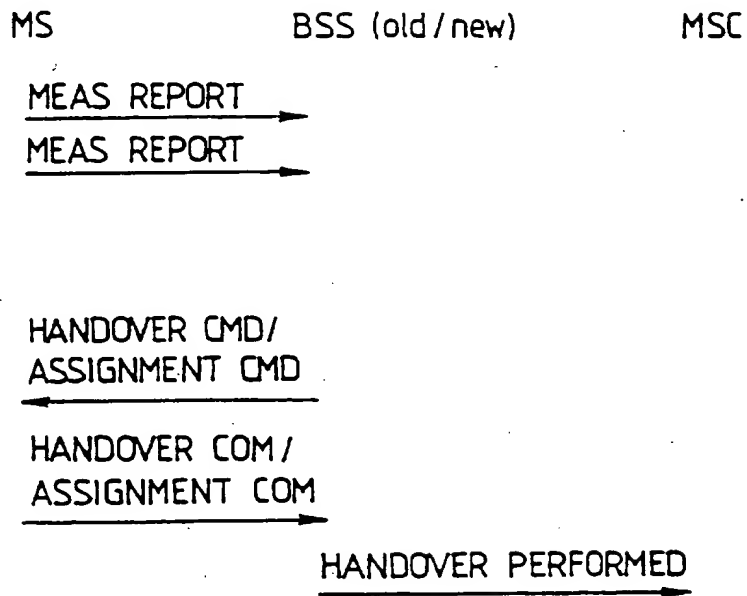 MS BSS (old/new) MSC
MEAS REPORT
MEAS REPORT
HANDOVER CMD/
ASSIGNMENT CMD
HANDOVER COM/
ASSIGNMENT COM
HANDOVER PERFORMED